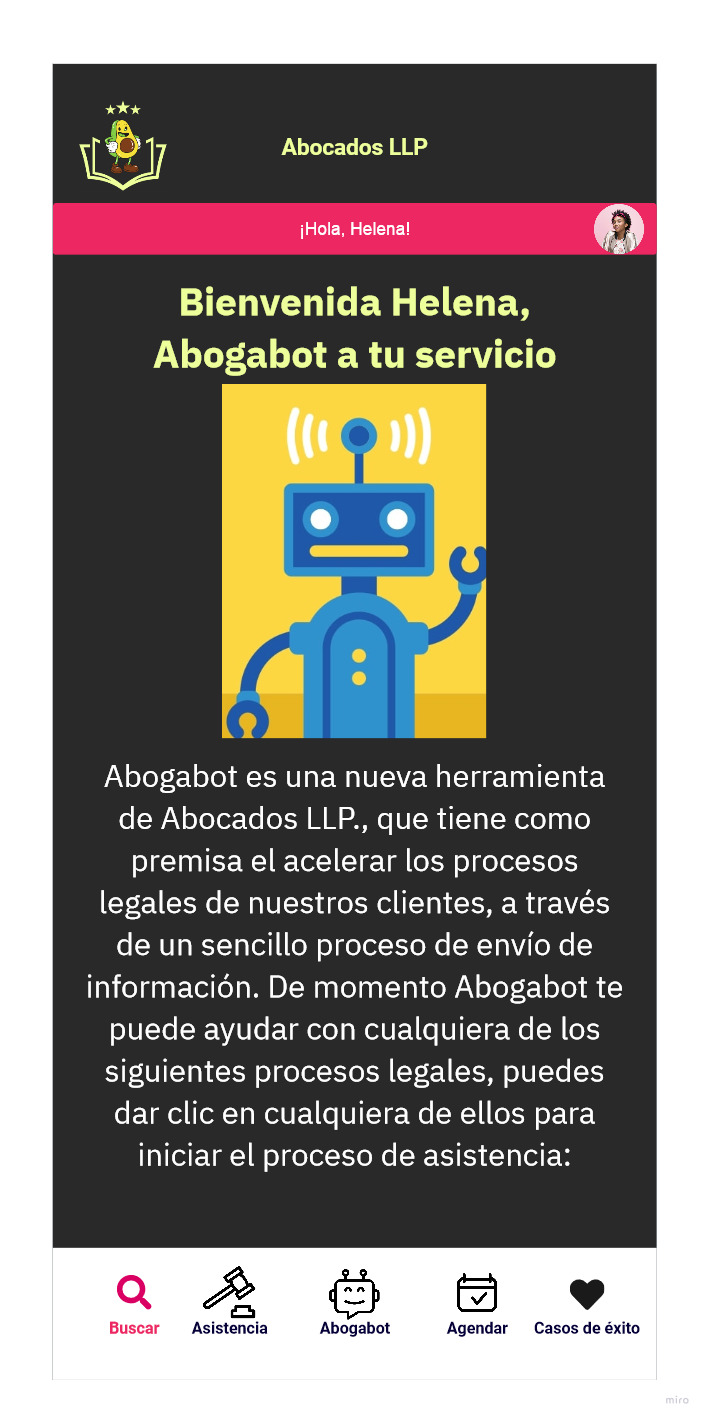 Abocados LLP
¡Hola, Helena!
Bienvenida Helena,
Abogabot a tu servicio
Abogabot es una nueva herramienta
de Abocados LLP., que tiene como
premisa el acelerar los procesos
legales de nuestros clientes, a través
de un sencillo proceso de envío de
información. De momento Abogabot te
puede ayudar con cualquiera de los
siguientes procesos legales, puedes
dar clic en cualquiera de ellos para
iniciar el proceso de asistencia:
Buscar
Asistencia
Abogabot
Agendar
Casos de éxito
miro